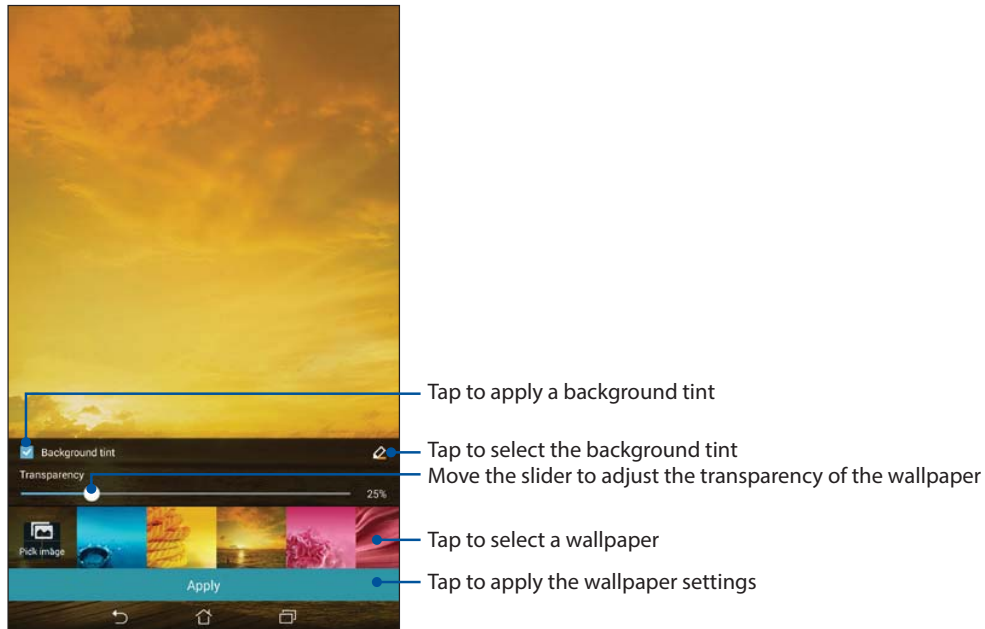 Tap to apply a background tint
Background tint
Tap to select the background tint
Transparency
Move the slider to adjust the transparency of the wallpaper
25%
Pick image
Tap to select a wallpaper
Apply
Tap to apply the wallpaper settings